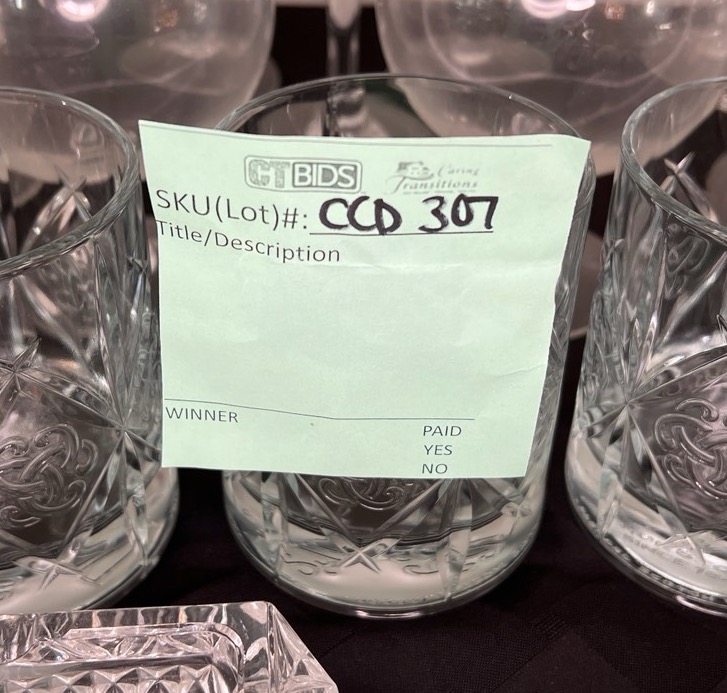 CTBIDS Caring Transitions
SKU(Lot)#: CCD 307
Title/Description
WINNER
PAID
YES
NO